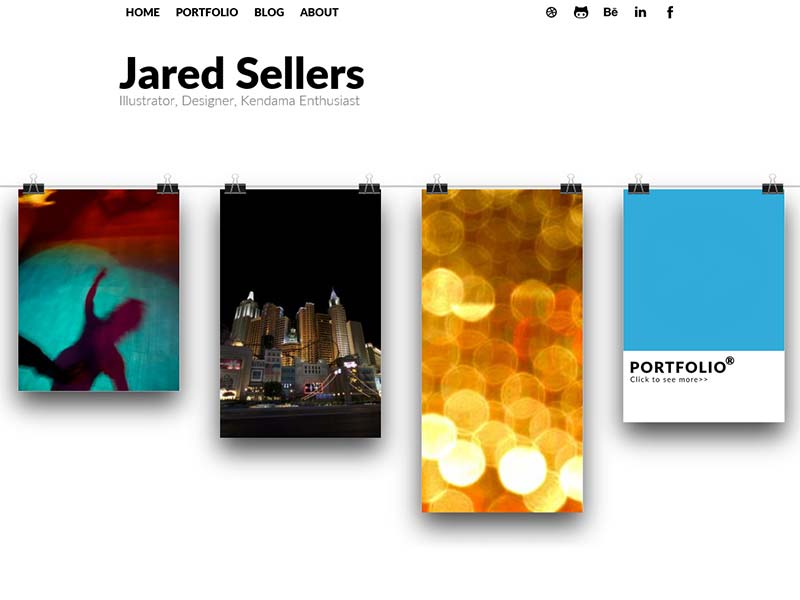 HOME PORTFOLIO BLOG ABOUT Bē in f
Jared Sellers
Illustrator, Designer, Kendama Enthusiast
PORTFOLIO®
Click to see more>>